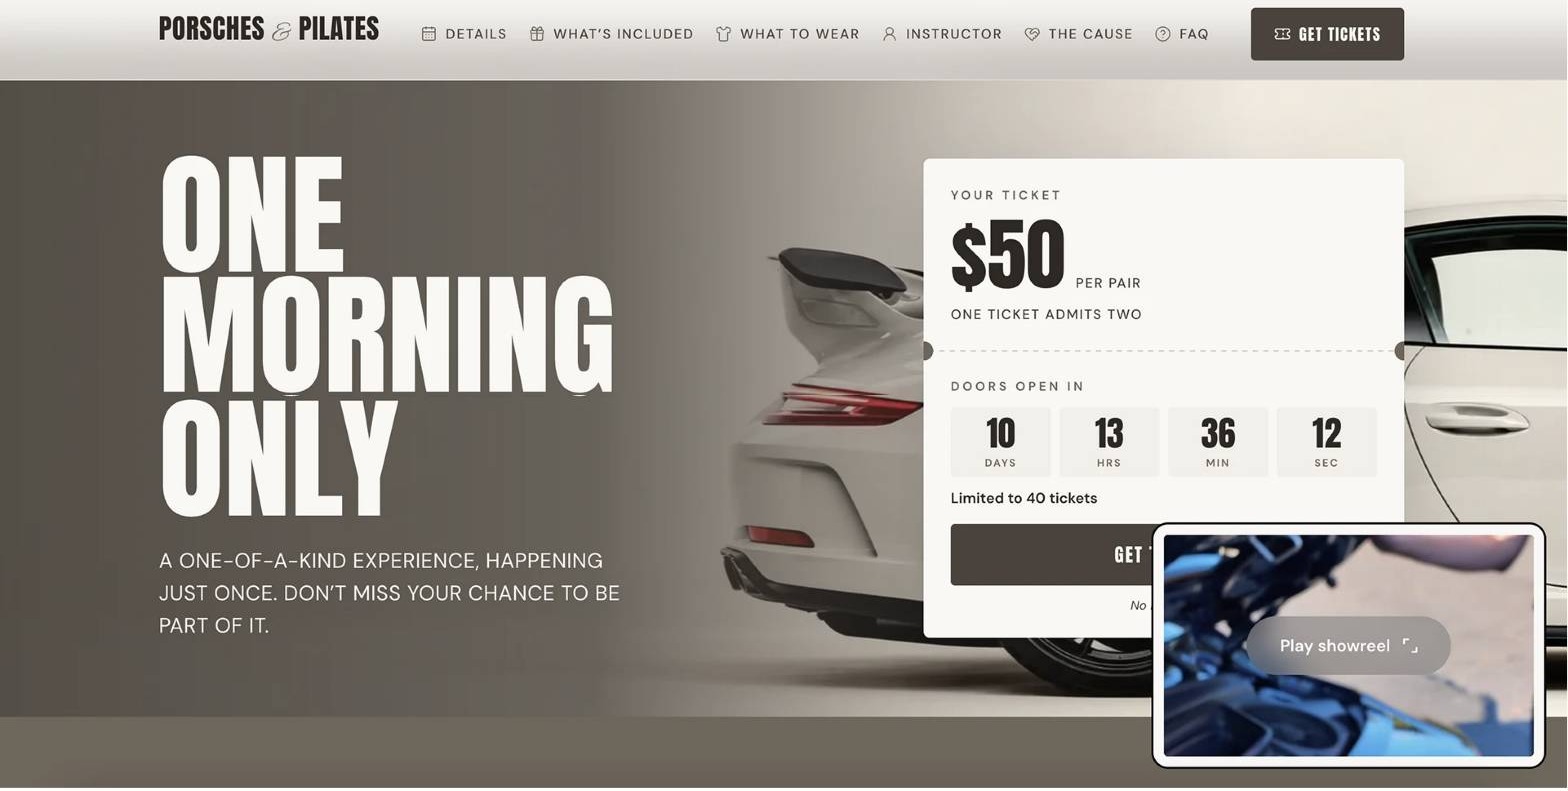 PORSCHES & PILATES
DETAILS
WHAT'S INCLUDED
WHAT TO WEAR
INSTRUCTOR
THE CAUSE
FAQ
GET TICKETS
ONE
MORNING
ONLY
A ONE-OF-A-KIND EXPERIENCE, HAPPENING
JUST ONCE. DON'T MISS YOUR CHANCE TO BE
PART OF IT.
YOUR TICKET
$50 PER PAIR
ONE TICKET ADMITS TWO
DOORS OPEN IN
10 13 36 12
DAYS HRS MIN SEC
Limited to 40 tickets
GET
No
Play showreel